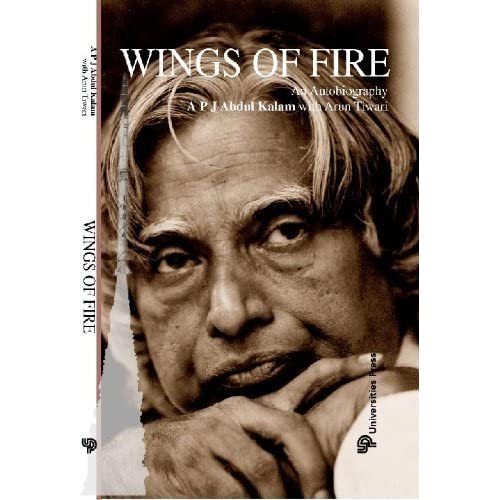 WINGS OF FIRE
An Autobiography
A P J Abdul Kalam with Arun Tiwari
A P J Abdul Kalam
with Arun Tiwari
WINGS OF FIRE
Universities Press